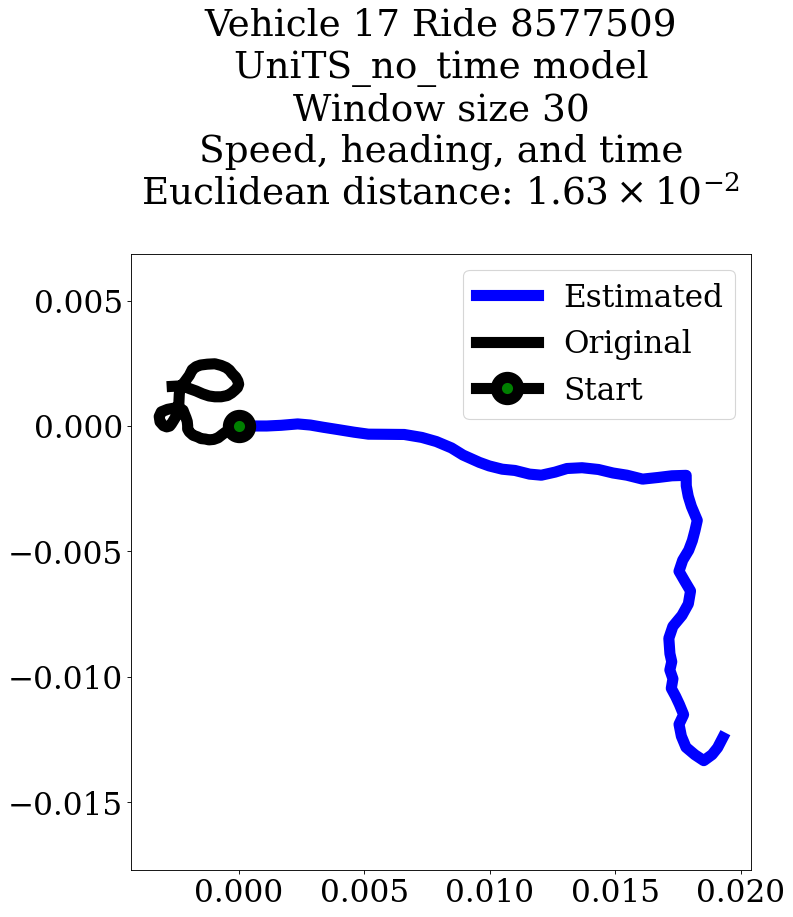 Vehicle 17 Ride 8577509
UniTS_no_time model
Window size 30
Speed, heading, and time
Euclidean distance: 1.63 × 10⁻²
Estimated
Original
Start
0.005
0.000
−0.005
−0.010
−0.015
0.000 0.005 0.010 0.015 0.020